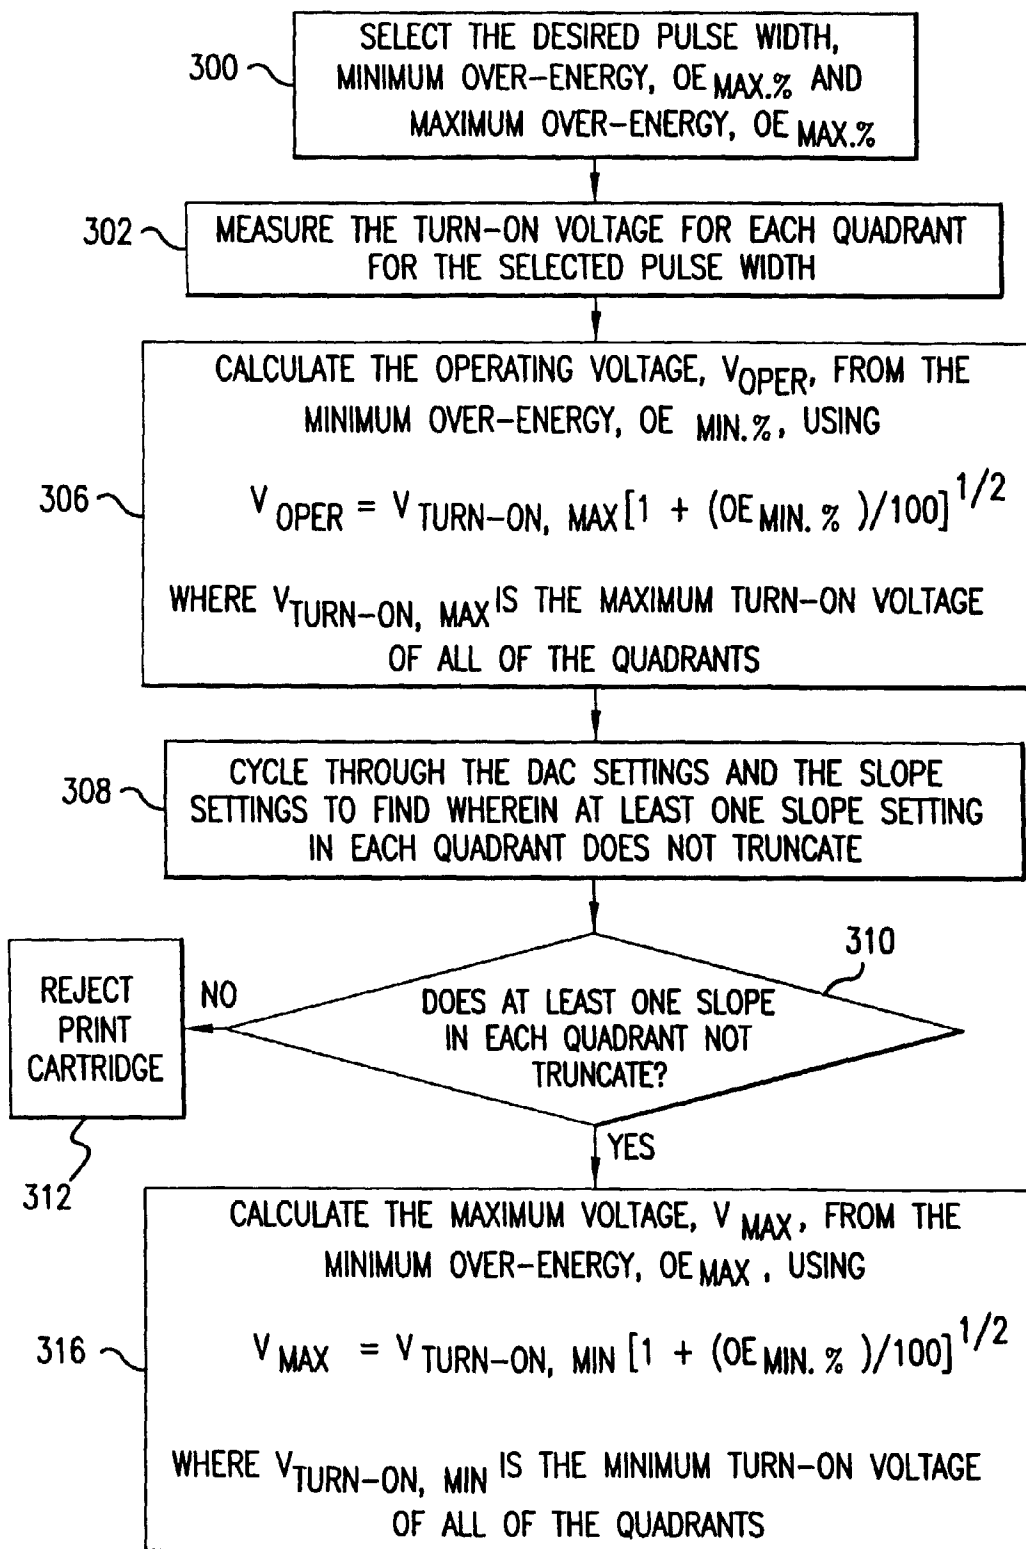 300
SELECT THE DESIRED PULSE WIDTH,
MINIMUM OVER-ENERGY, OE MAX.% AND
MAXIMUM OVER-ENERGY, OE MAX.%
302
MEASURE THE TURN-ON VOLTAGE FOR EACH QUADRANT
FOR THE SELECTED PULSE WIDTH
306
CALCULATE THE OPERATING VOLTAGE, VOPER, FROM THE
MINIMUM OVER-ENERGY, OE MIN.%, USING
V OPER = V TURN-ON, MAX [1 + (OE MIN. % )/100] 1/2
WHERE V TURN-ON, MAX IS THE MAXIMUM TURN-ON VOLTAGE
OF ALL OF THE QUADRANTS
308
CYCLE THROUGH THE DAC SETTINGS AND THE SLOPE
SETTINGS TO FIND WHEREIN AT LEAST ONE SLOPE SETTING
IN EACH QUADRANT DOES NOT TRUNCATE
310
DOES AT LEAST ONE SLOPE
IN EACH QUADRANT NOT
TRUNCATE?
NO
REJECT
PRINT
CARTRIDGE
312
YES
316
CALCULATE THE MAXIMUM VOLTAGE, V MAX, FROM THE
MINIMUM OVER-ENERGY, OE MAX , USING
V MAX = V TURN-ON, MIN [1 + (OE MIN. % )/100] 1/2
WHERE V TURN-ON, MIN IS THE MINIMUM TURN-ON VOLTAGE
OF ALL OF THE QUADRANTS